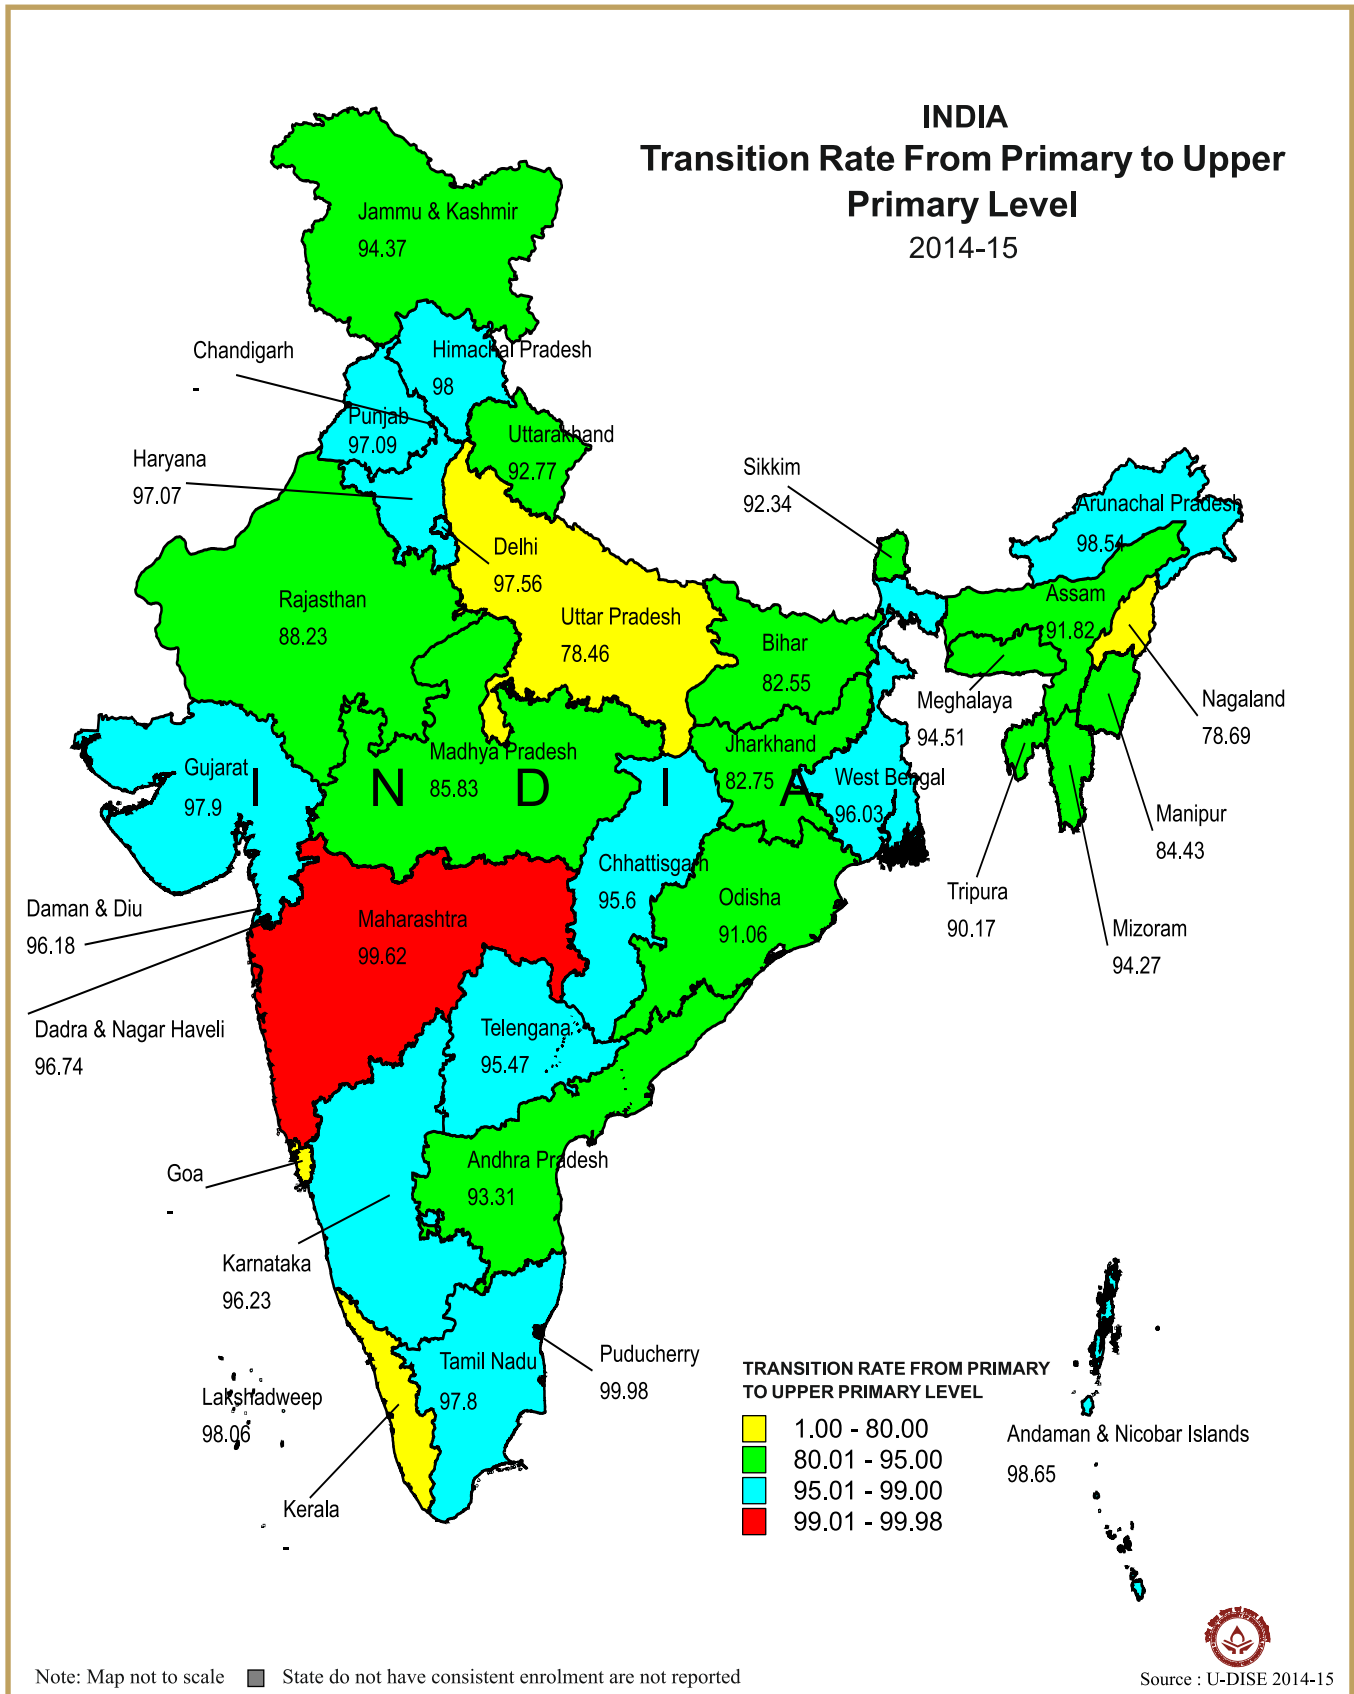 INDIA
Transition Rate From Primary to Upper
Primary Level
2014-15
Jammu & Kashmir
94.37
Chandigarh
-
Himachal Pradesh
98
Punjab
97.09
Uttarakhand
92.77
Haryana
97.07
Sikkim
92.34
Arunachal Pradesh
98.54
Delhi
97.56
Rajasthan
88.23
Uttar Pradesh
78.46
Bihar
82.55
Assam
91.82
Meghalaya
94.51
Nagaland
78.69
Gujarat
97.9
Madhya Pradesh
85.83
Jharkhand
82.75
West Bengal
96.03
I N D I A
Manipur
84.43
Chhattisgarh
95.6
Odisha
91.06
Tripura
90.17
Mizoram
94.27
Daman & Diu
96.18
Maharashtra
99.62
Dadra & Nagar Haveli
96.74
Telengana
95.47
Goa
-
Andhra Pradesh
93.31
Karnataka
96.23
Puducherry
99.98
Tamil Nadu
97.8
Lakshadweep
98.06
Kerala
-
Andaman & Nicobar Islands
98.65
TRANSITION RATE FROM PRIMARY
TO UPPER PRIMARY LEVEL
1.00 - 80.00
80.01 - 95.00
95.01 - 99.00
99.01 - 99.98
Note: Map not to scale State do not have consistent enrolment are not reported
Source : U-DISE 2014-15